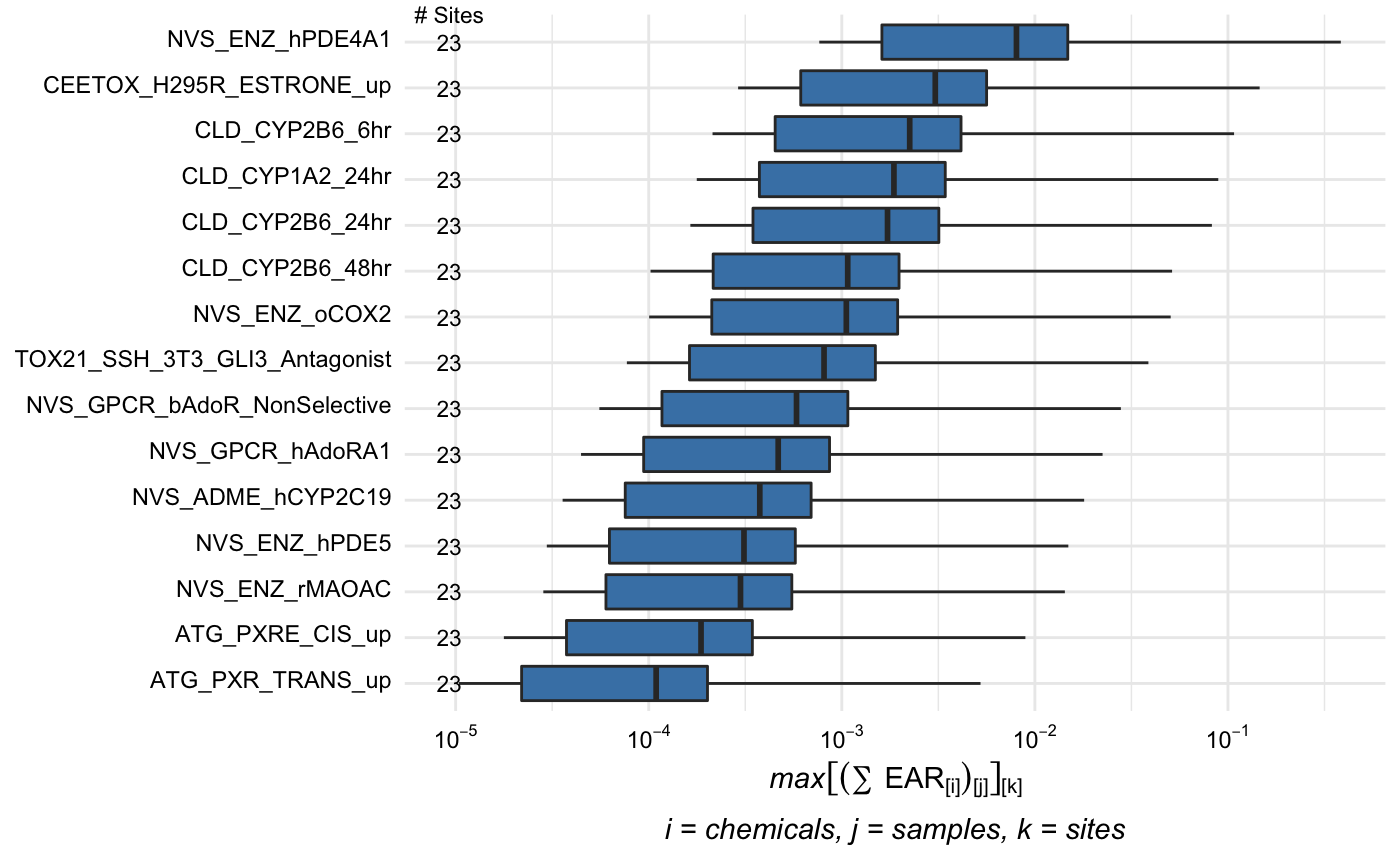 # Sites
NVS_ENZ_hPDE4A1 23
CEETOX_H295R_ESTRONE_up 23
CLD_CYP2B6_6hr 23
CLD_CYP1A2_24hr 23
CLD_CYP2B6_24hr 23
CLD_CYP2B6_48hr 23
NVS_ENZ_oCOX2 23
TOX21_SSH_3T3_GLI3_Antagonist 23
NVS_GPCR_bAdoR_NonSelective 23
NVS_GPCR_hAdoRA1 23
NVS_ADME_hCYP2C19 23
NVS_ENZ_hPDE5 23
NVS_ENZ_rMAOAC 23
ATG_PXRE_CIS_up 23
ATG_PXR_TRANS_up 23
10⁻⁵ 10⁻⁴ 10⁻³ 10⁻² 10⁻¹
max[(∑ EAR[i])[j]][k]
i = chemicals, j = samples, k = sites